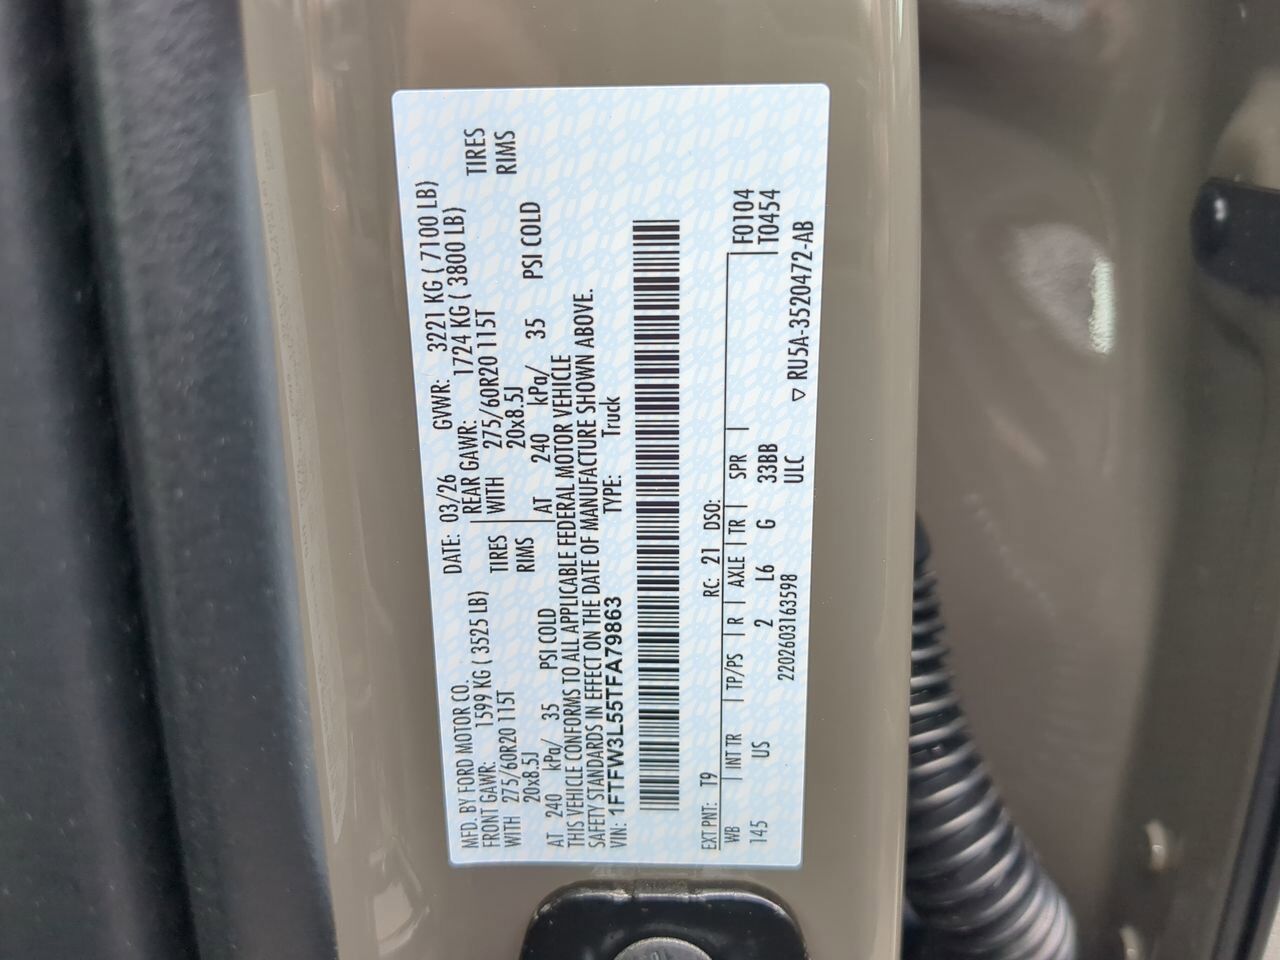 MFD. BY FORD MOTOR CO.
DATE: 03/26 GVWR: 3221 KG ( 7100 LB)
FRONT GAWR: 1599 KG ( 3525 LB)
REAR GAWR: 1724 KG ( 3800 LB)
WITH 275/60R20 115T TIRES
WITH 275/60R20 115T TIRES
20x8.5J RIMS
20x8.5J RIMS
AT 240 kPa/ 35 PSI COLD
AT 240 kPa/ 35 PSI COLD
THIS VEHICLE CONFORMS TO ALL APPLICABLE FEDERAL MOTOR VEHICLE
SAFETY STANDARDS IN EFFECT ON THE DATE OF MANUFACTURE SHOWN ABOVE.
VIN: 1FTFW3L55TFA79863 TYPE: Truck
EXT PNT: T9 RC: 21 DSO: F0104
WB INT TR TP/PS R AXLE TR SPR T0454
145 US 2 L6 G 33BB
2202603163598 ULC ▽ RU5A-3520472-AB